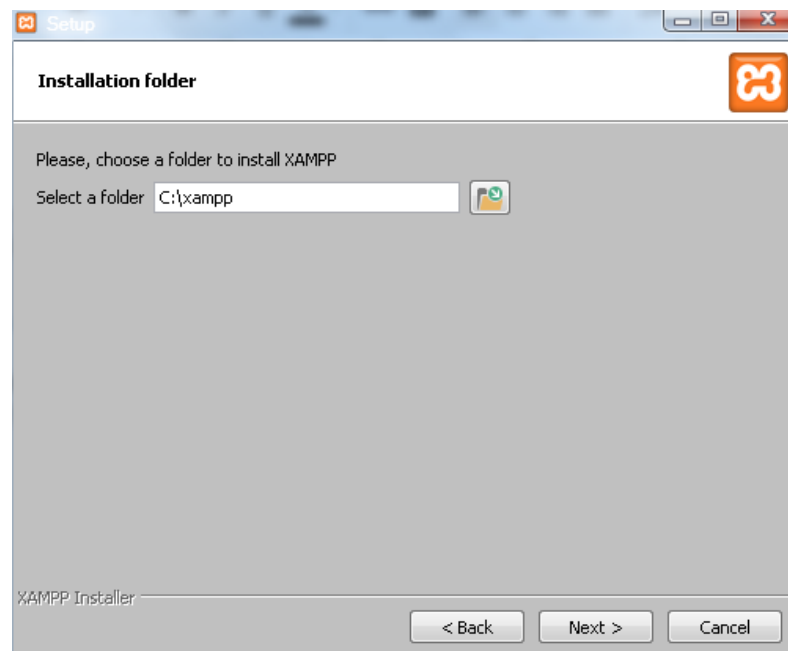 Setup
Installation folder
Please, choose a folder to install XAMPP
Select a folder C:\xampp
XAMPP Installer
< Back Next > Cancel